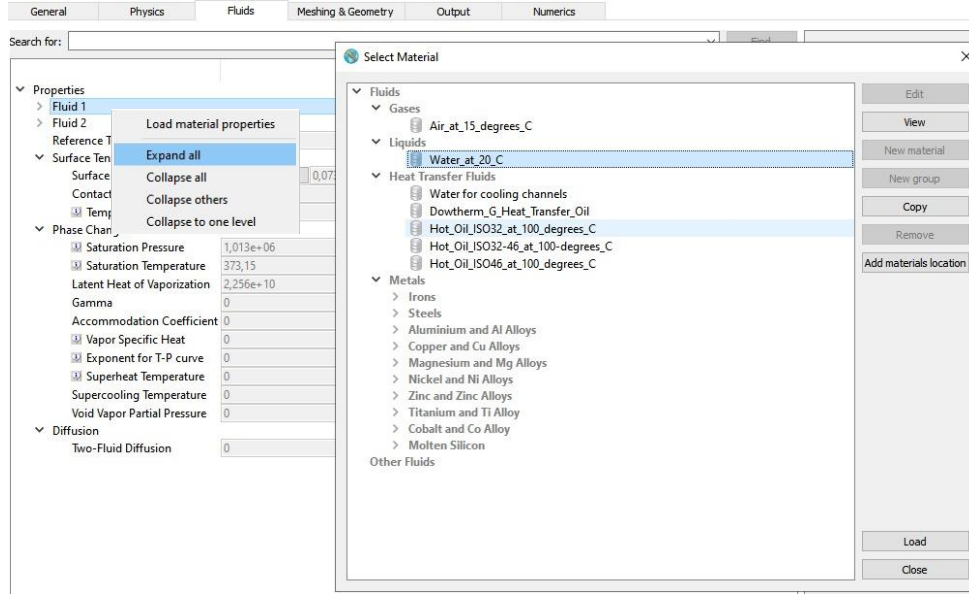 General Physics Fluids Meshing & Geometry Output Numerics
Search for: Find
Properties
Fluid 1
Fluid 2
Reference T
Surface Ten
Surface 0,073
Contact
Temp
Phase Chang
Saturation Pressure 1,013e+06
Saturation Temperature 373,15
Latent Heat of Vaporization 2,256e+10
Gamma 0
Accommodation Coefficient 0
Vapor Specific Heat 0
Exponent for T-P curve 0
Superheat Temperature 0
Supercooling Temperature 0
Void Vapor Partial Pressure 0
Diffusion
Two-Fluid Diffusion 0
Load material properties
Expand all
Collapse all
Collapse others
Collapse to one level
Select Material
Fluids
Gases
Air_at_15_degrees_C
Liquids
Water_at_20_C
Heat Transfer Fluids
Water for cooling channels
Dowtherm_G_Heat_Transfer_Oil
Hot_Oil_ISO32_at_100_degrees_C
Hot_Oil_ISO32-46_at_100-degrees_C
Hot_Oil_ISO46_at_100_degrees_C
Metals
Irons
Steels
Aluminium and Al Alloys
Copper and Cu Alloys
Magnesium and Mg Alloys
Nickel and Ni Alloys
Zinc and Zinc Alloys
Titanium and Ti Alloy
Cobalt and Co Alloy
Molten Silicon
Other Fluids
Edit
View
New material
New group
Copy
Remove
Add materials location
Load
Close